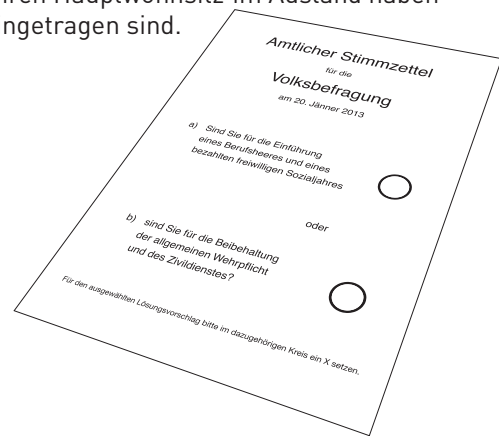 ren Hauptwohnsitz im Ausland haben
ngetragen sind.
Amtlicher Stimmzettel
für die
Volksbefragung
am 20. Jänner 2013
a) Sind Sie für die Einführung
eines Berufsheeres und eines
bezahlten freiwilligen Sozialjahres
oder
b) sind Sie für die Beibehaltung
der allgemeinen Wehrpflicht
und des Zivildienstes?
Für den ausgewählten Lösungsvorschlag bitte im dazugehörigen Kreis ein X setzen.